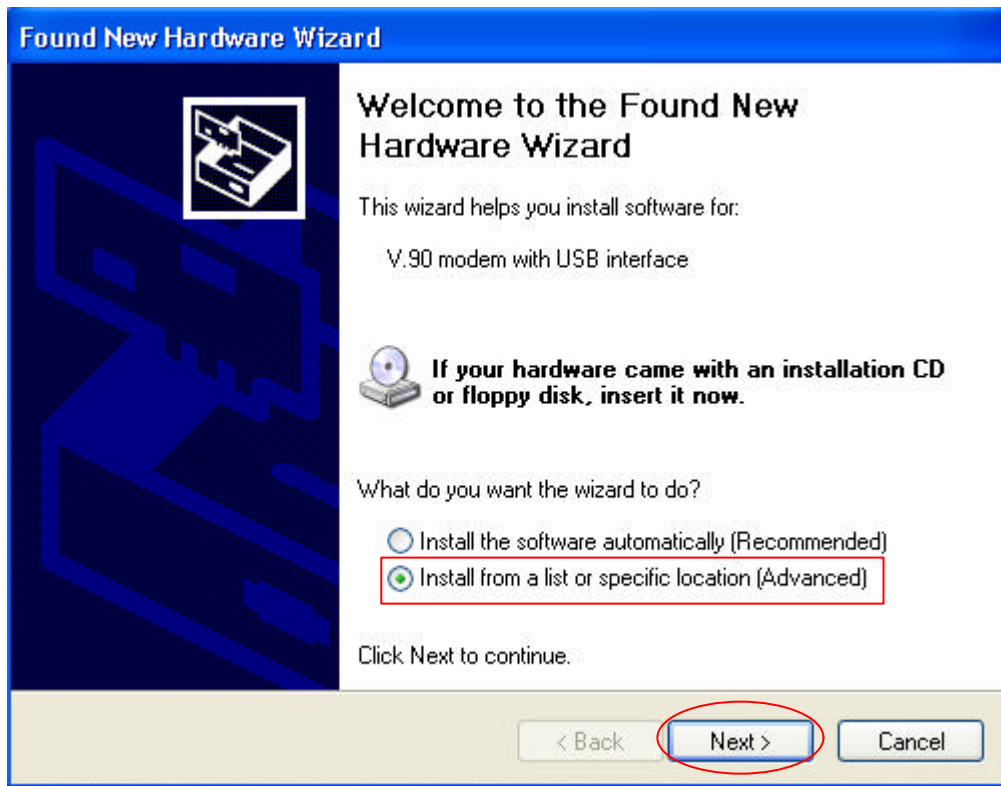 Found New Hardware Wizard
Welcome to the Found New
Hardware Wizard
This wizard helps you install software for:
V.90 modem with USB interface
If your hardware came with an installation CD
or floppy disk, insert it now.
What do you want the wizard to do?
Install the software automatically (Recommended)
Install from a list or specific location (Advanced)
Click Next to continue.
< Back Next > Cancel